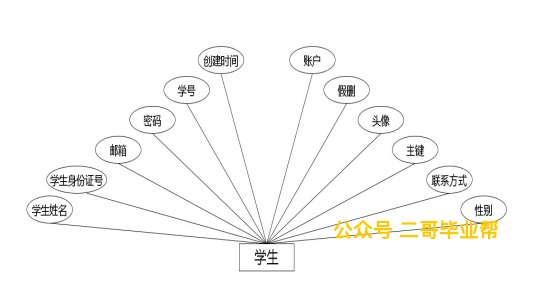 创建时间
账户
学号
假删
密码
头像
邮箱
主键
学生身份证号
联系方式
学生姓名
性别
公众号 二哥毕业帮
学生